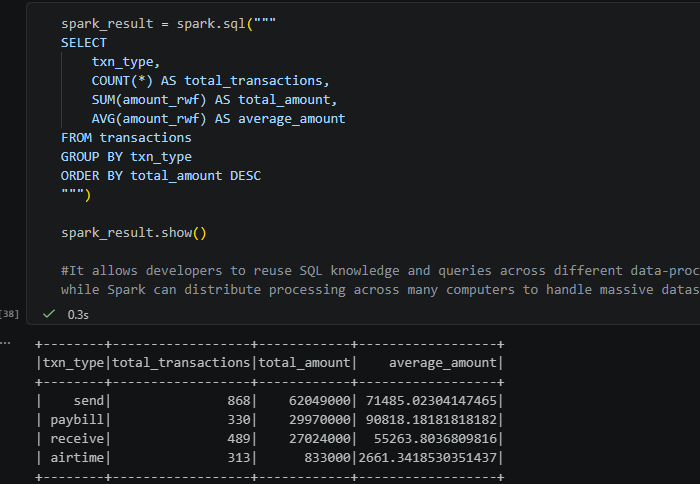 spark_result = spark.sql("""
SELECT
    txn_type,
    COUNT(*) AS total_transactions,
    SUM(amount_rwf) AS total_amount,
    AVG(amount_rwf) AS average_amount
FROM transactions
GROUP BY txn_type
ORDER BY total_amount DESC
""")
spark_result.show()
#It allows developers to reuse SQL knowledge and queries across different data-proc
while Spark can distribute processing across many computers to handle massive datas
[38] ✓ 0.3s
...
+--------+------------------+------------+------------------+
|txn_type|total_transactions|total_amount|    average_amount|
+--------+------------------+------------+------------------+
|    send|               868|    62049000| 71485.02304147465|
| paybill|               330|    29970000| 90818.18181818182|
| receive|               489|    27024000|  55263.8036809816|
| airtime|               313|      833000|2661.3418530351437|
+--------+------------------+------------+------------------+